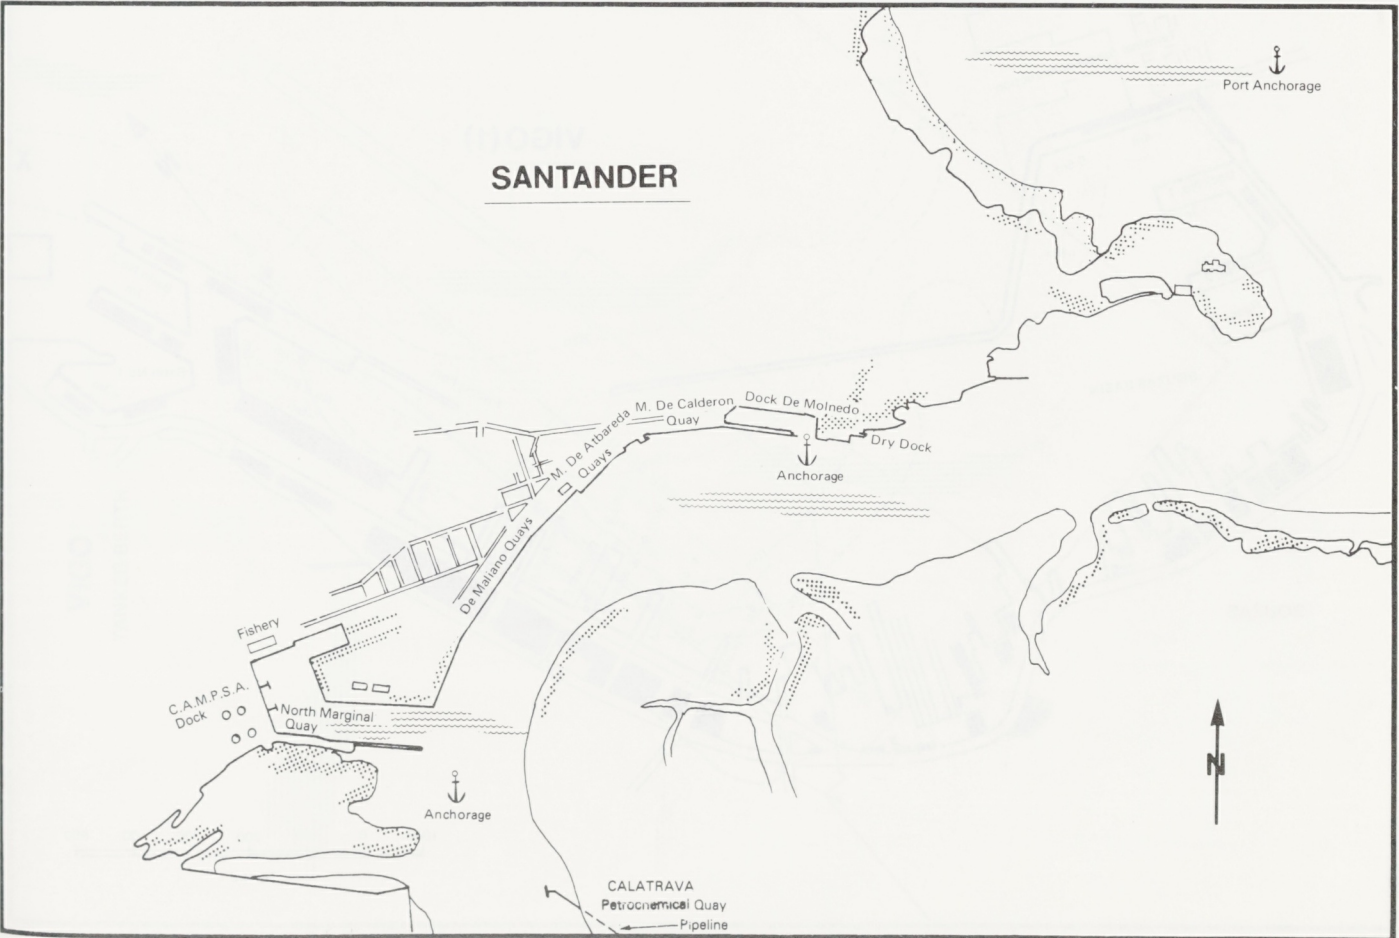 Port Anchorage
SANTANDER
M. De Atbareda
Quays
M. De Calderon
Quay
Dock De Molnedo
Dry Dock
Anchorage
De Maliano Quays
Fishery
C.A.M.P.S.A.
Dock
North Marginal
Quay
Anchorage
N
CALATRAVA
Petrochemical Quay
Pipeline